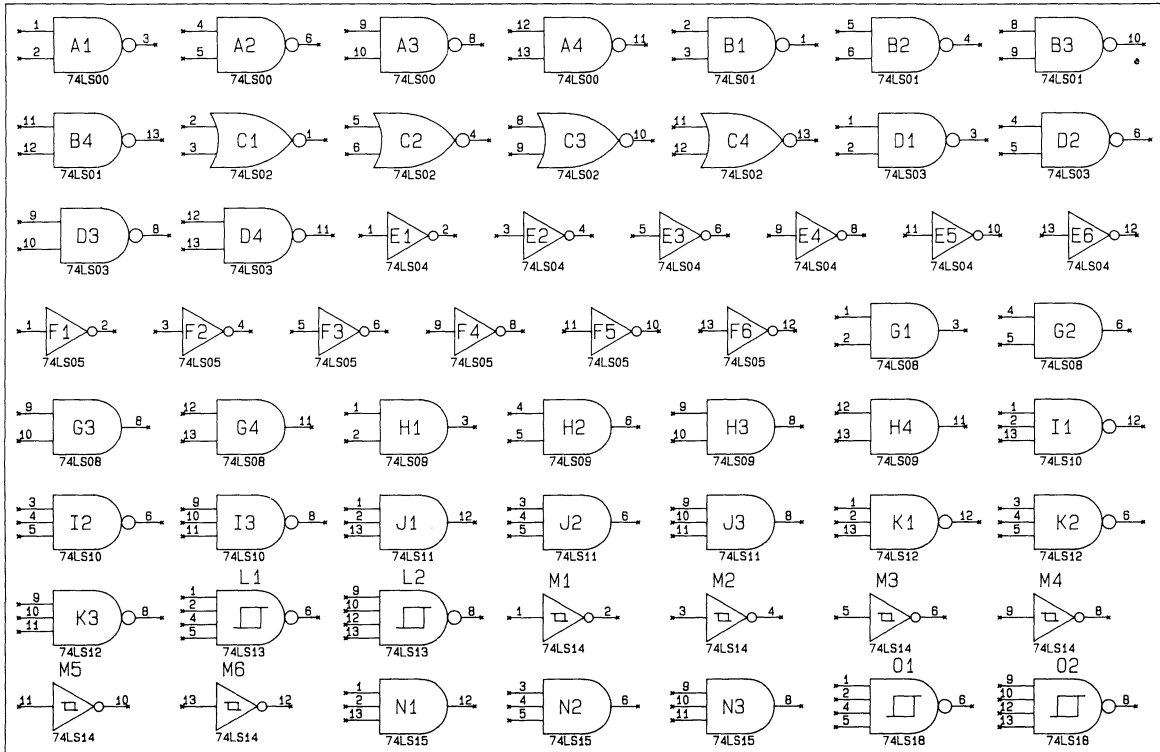 1 A1 3 4 A2 6 9 A3 8 12 A4 11 2 B1 1 5 B2 4 8 B3 10
2 5 10 13 3 6 9
74LS00 74LS00 74LS00 74LS00 74LS01 74LS01 74LS01
11 B4 13 2 C1 1 5 C2 4 8 C3 10 11 C4 13 1 D1 3 4 D2 6
12 3 6 9 12 2 5
74LS01 74LS02 74LS02 74LS02 74LS02 74LS03 74LS03
9 D3 8 12 D4 11 1 E1 2 3 E2 4 5 E3 6 9 E4 8 11 E5 10 13 E6 12
10 13
74LS03 74LS03 74LS04 74LS04 74LS04 74LS04 74LS04 74LS04
1 F1 2 3 F2 4 5 F3 6 9 F4 8 11 F5 10 13 F6 12 1 G1 3 4 G2 6
2 5
74LS05 74LS05 74LS05 74LS05 74LS05 74LS05 74LS08 74LS08
9 G3 8 12 G4 11 1 H1 3 4 H2 6 9 H3 8 12 H4 11 1 2 I1 12
10 13 2 5 10 13 13
74LS08 74LS08 74LS09 74LS09 74LS09 74LS09 74LS10
3 9 1 3 9 1 3
4 I2 6 10 I3 8 2 J1 12 4 J2 6 10 J3 8 2 K1 12 4 K2 6
5 11 13 5 11 13 5
74LS10 74LS10 74LS11 74LS11 74LS11 74LS12 74LS12
L1 L2 M1 M2 M3 M4
9 1 9
10 K3 8 2 6 10 8 1 2 3 4 5 6 9 8
11 4 12
5 13
74LS12 74LS13 74LS13 74LS14 74LS14 74LS14 74LS14
M5 M6 O1 O2
1 3 9 1 9
11 10 13 12 2 N1 12 4 N2 6 10 N3 8 2 6 10 8
13 5 11 4 12
5 13
74LS14 74LS14 74LS15 74LS15 74LS15 74LS18 74LS18